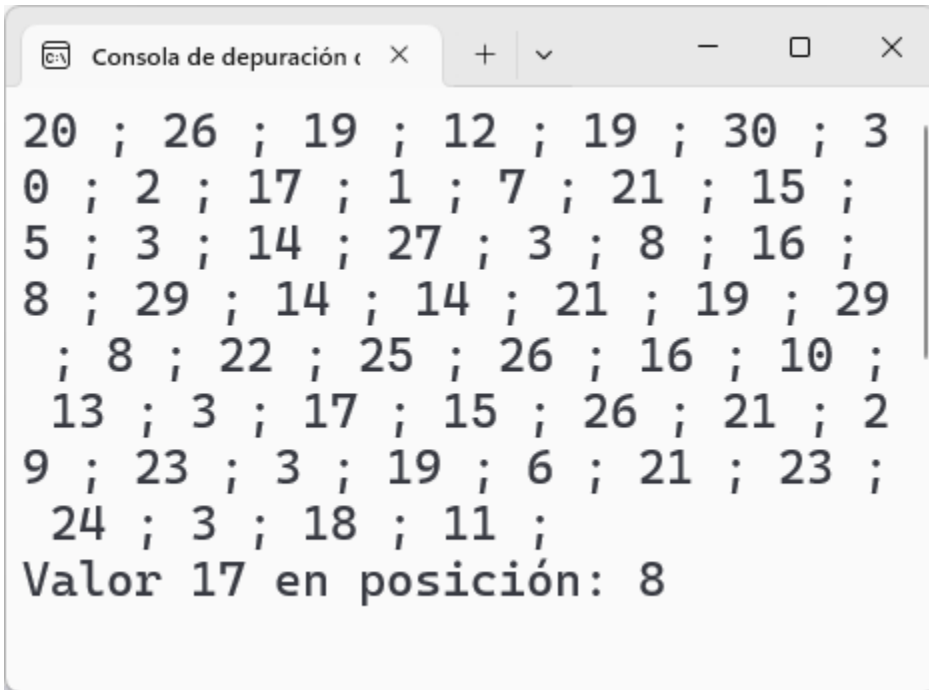 Consola de depuración d
20 ; 26 ; 19 ; 12 ; 19 ; 30 ; 3
0 ; 2 ; 17 ; 1 ; 7 ; 21 ; 15 ;
5 ; 3 ; 14 ; 27 ; 3 ; 8 ; 16 ;
8 ; 29 ; 14 ; 14 ; 21 ; 19 ; 29
; 8 ; 22 ; 25 ; 26 ; 16 ; 10 ;
13 ; 3 ; 17 ; 15 ; 26 ; 21 ; 2
9 ; 23 ; 3 ; 19 ; 6 ; 21 ; 23 ;
24 ; 3 ; 18 ; 11 ;
Valor 17 en posición: 8